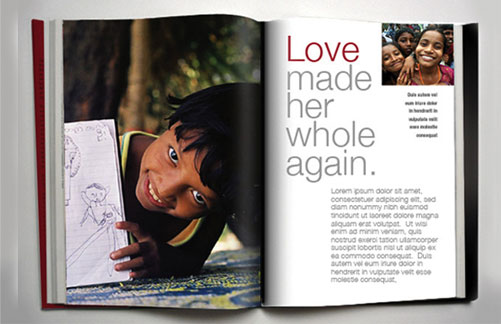 Love
made
her
whole
again.
Duis autem vel
eum iriure dolor
in hendrerit in
vulputate velit
esse molestie
consequat
Lorem ipsum dolor sit amet,
consectetuer adipiscing elit, sed
diam nonummy nibh euismod
tincidunt ut laoreet dolore magna
aliquam erat volutpat. Ut wisi
enim ad minim veniam, quis
nostrud exerci tation ullamcorper
suscipit lobortis nisl ut aliquip ex
ea commodo consequat. Duis
autem vel eum iriure dolor in
hendrerit in vulputate velit esse
molestie consequat,